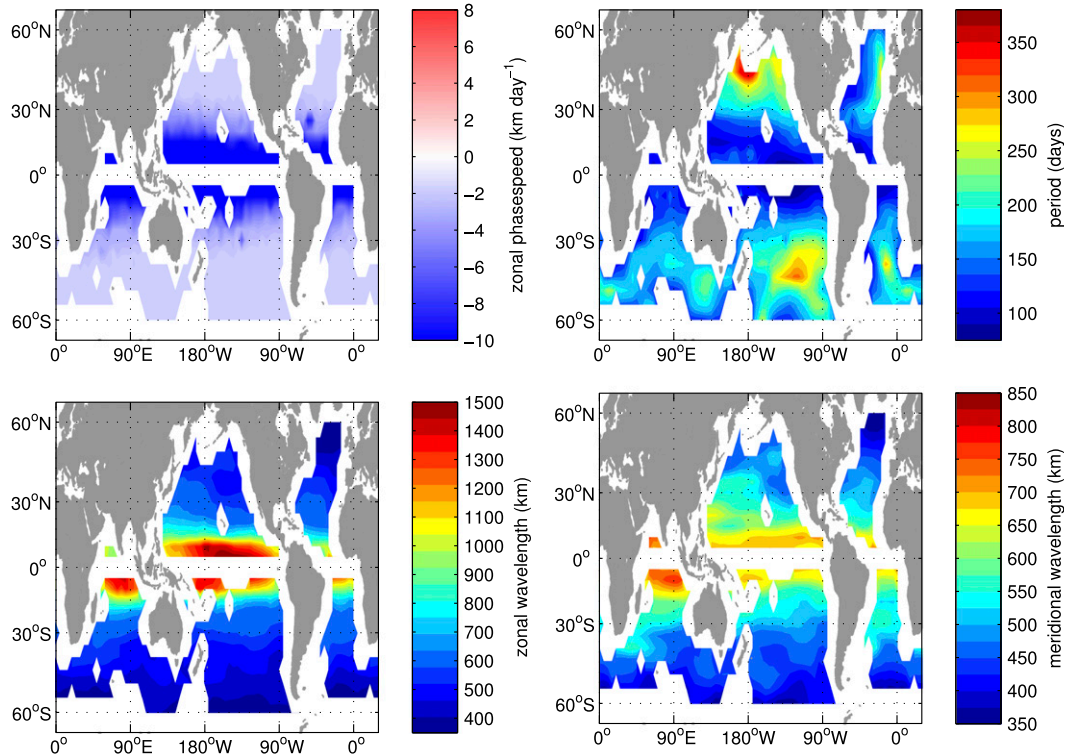 60°N
30°N
0°
30°S
60°S
0°
90°E
180°W
90°W
0°
8
6
4
2
0
−2
−4
−6
−8
−10
zonal phasespeed (km day⁻¹)
60°N
30°N
0°
30°S
60°S
0°
90°E
180°W
90°W
0°
350
300
250
200
150
100
period (days)
60°N
30°N
0°
30°S
60°S
0°
90°E
180°W
90°W
0°
1500
1400
1300
1200
1100
1000
900
800
700
600
500
400
zonal wavelength (km)
60°N
30°N
0°
30°S
60°S
0°
90°E
180°W
90°W
0°
850
800
750
700
650
600
550
500
450
400
350
meridional wavelength (km)